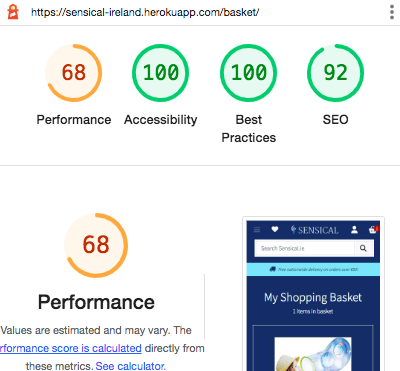 https://sensical-ireland.herokuapp.com/basket/
68 100 100 92
Performance Accessibility Best Practices SEO
68
Performance
Values are estimated and may vary. The
rformance score is calculated directly from
these metrics. See calculator.
SENSICAL
Search Sensical.ie
Free nationwide delivery on orders over €50!
My Shopping Basket
1 items in basket